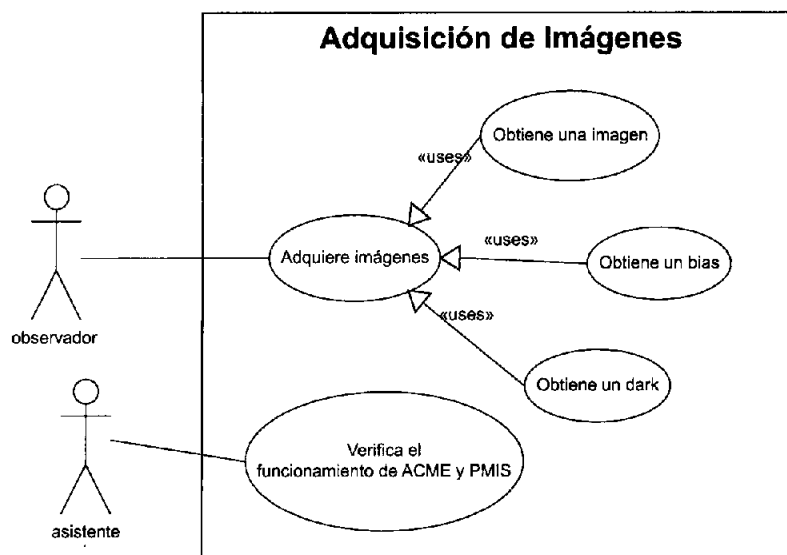 Adquisición de Imágenes
Obtiene una imagen
«uses»
Adquiere imágenes
«uses»
Obtiene un bias
«uses»
Obtiene un dark
observador
Verifica el
funcionamiento de ACME y PMIS
asistente